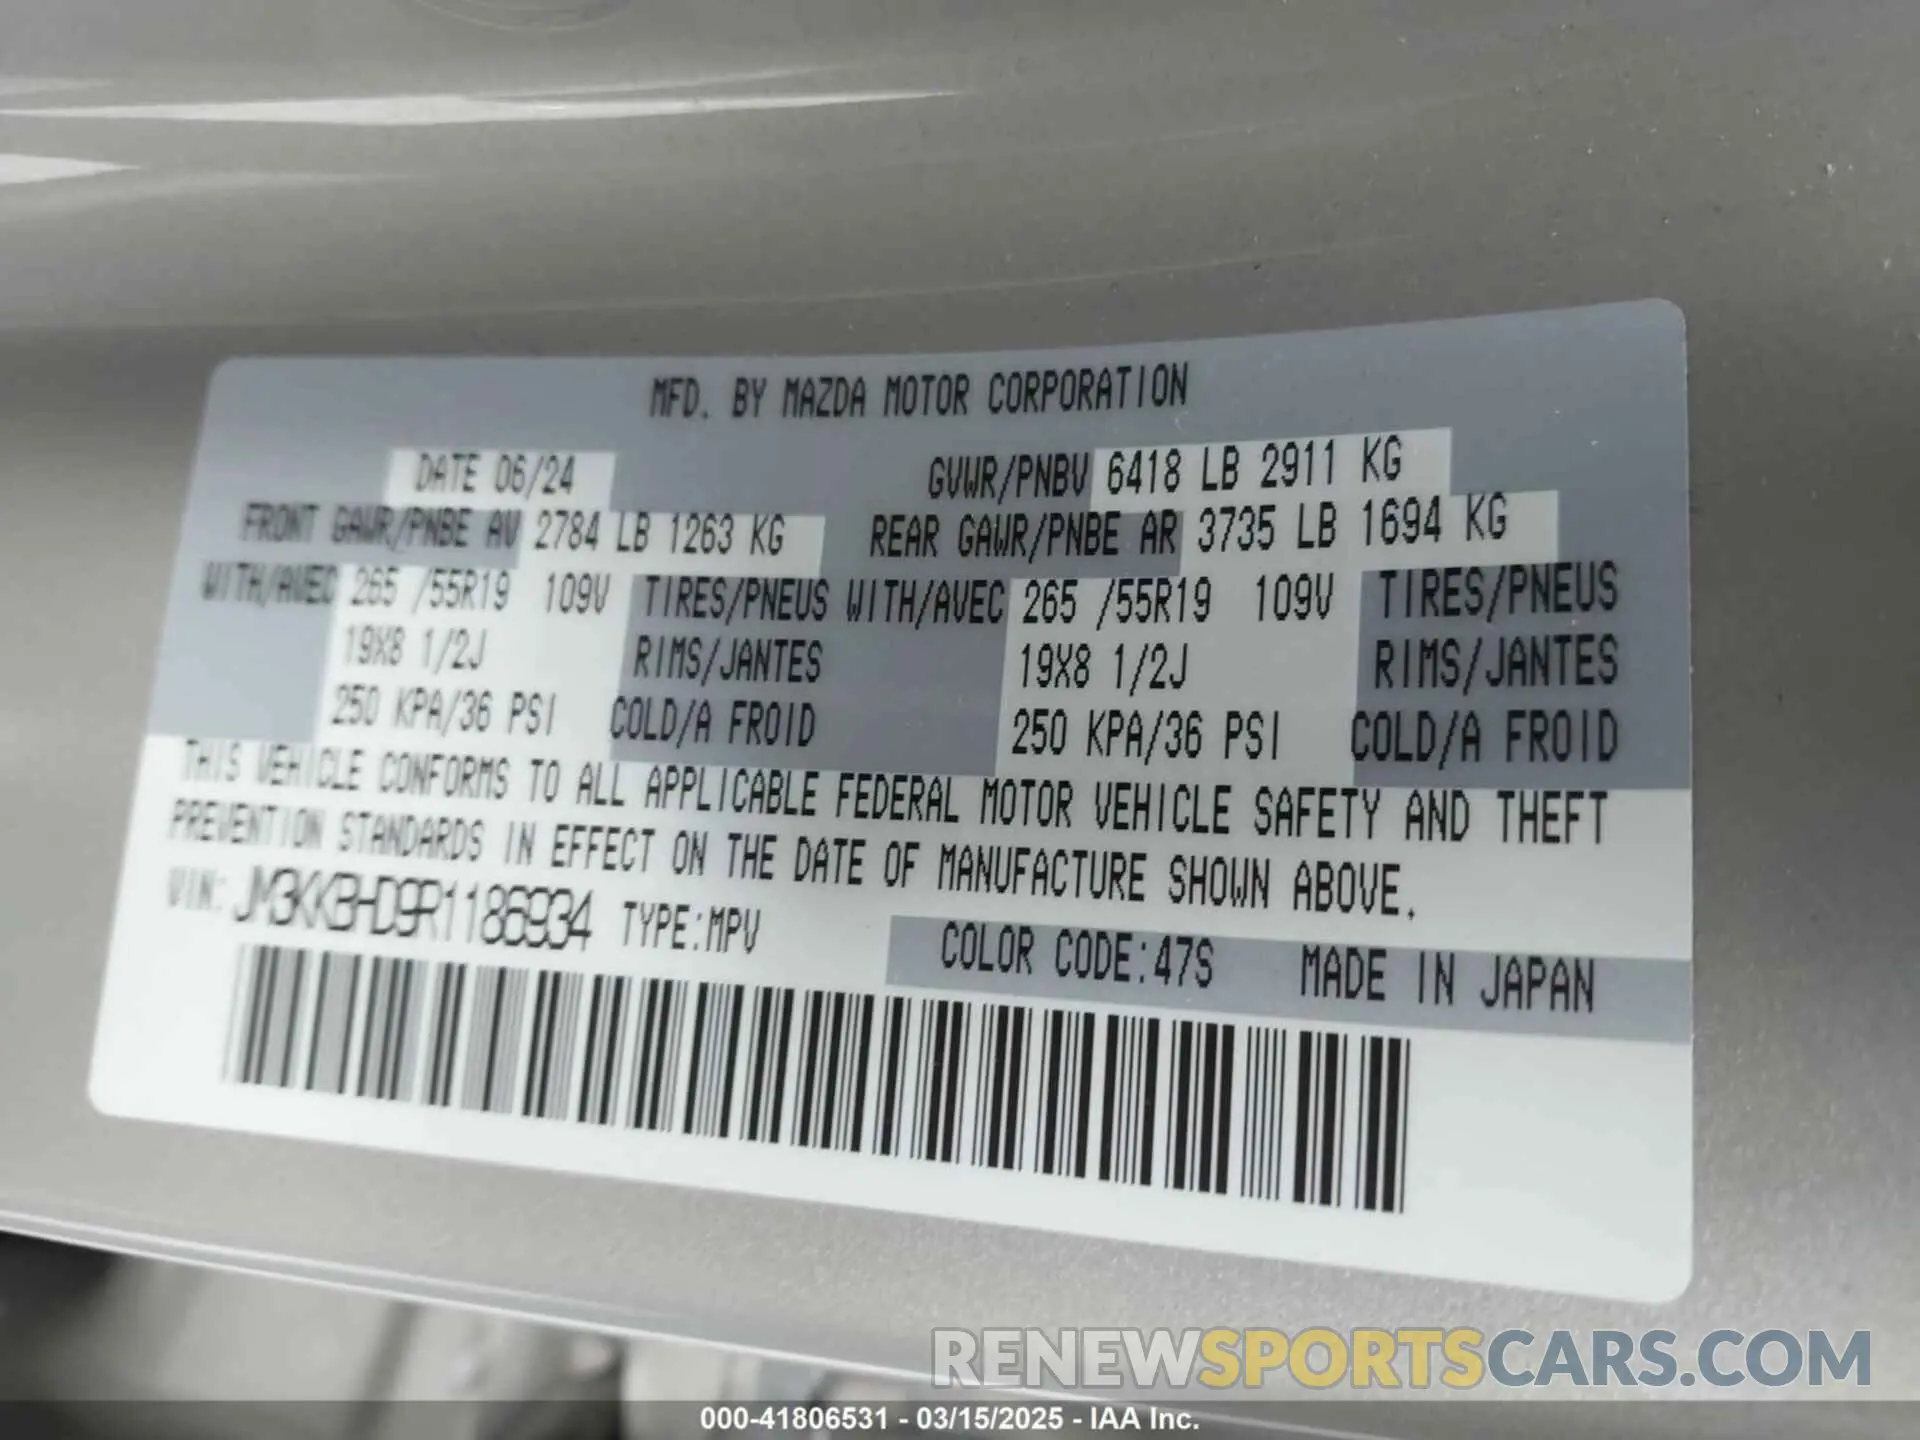 MFD. BY MAZDA MOTOR CORPORATION
DATE 06/24 GVWR/PNBV 6418 LB 2911 KG
FRONT GAWR/PNBE AV 2784 LB 1263 KG REAR GAWR/PNBE AR 3735 LB 1694 KG
WITH/AVEC 265 /55R19 109V TIRES/PNEUS WITH/AVEC 265 /55R19 109V TIRES/PNEUS
19X8 1/2J RIMS/JANTES 19X8 1/2J RIMS/JANTES
250 KPA/36 PSI COLD/A FROID 250 KPA/36 PSI COLD/A FROID
THIS VEHICLE CONFORMS TO ALL APPLICABLE FEDERAL MOTOR VEHICLE SAFETY AND THEFT
PREVENTION STANDARDS IN EFFECT ON THE DATE OF MANUFACTURE SHOWN ABOVE.
VIN: JM3KKBHD9R1186934 TYPE:MPV
COLOR CODE:47S MADE IN JAPAN
RENEWSPORTSCARS.COM
000-41806531 - 03/15/2025 - IAA Inc.